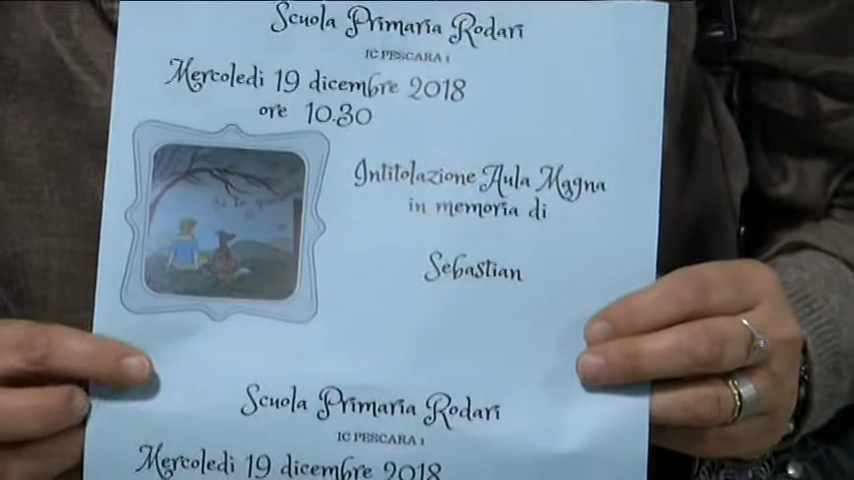 Scuola Primaria Rodari
IC PESCARA 1
Mercoledì 19 dicembre 2018
ore 10.30
Intitolazione Aula Magna
in memoria di
Sebastian
Scuola Primaria Rodari
IC PESCARA 1
Mercoledì 19 dicembre 2018